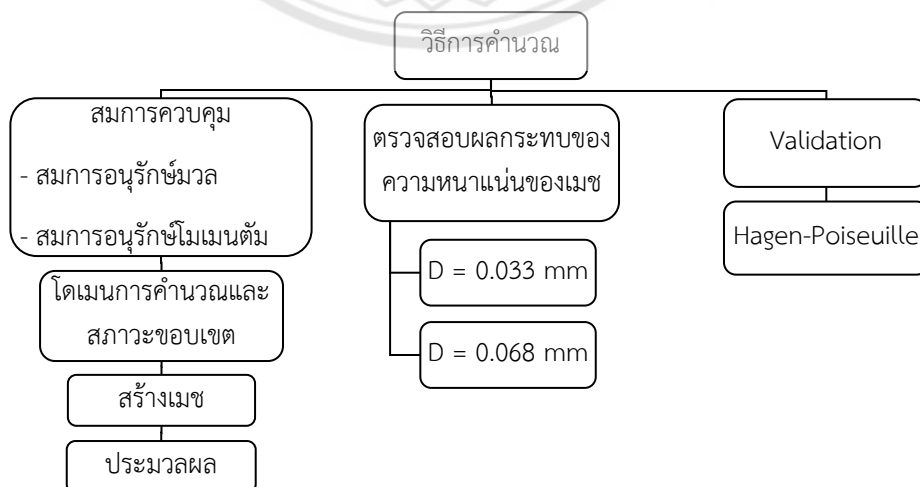 วิธีการคำนวณ
สมการควบคุม
- สมการอนุรักษ์มวล
- สมการอนุรักษ์โมเมนตัม
โดเมนการคำนวณและ
สภาวะขอบเขต
สร้างเมช
ประมวลผล
ตรวจสอบผลกระทบของ
ความหนาแน่นของเมช
D = 0.033 mm
D = 0.068 mm
Validation
Hagen-Poiseuille